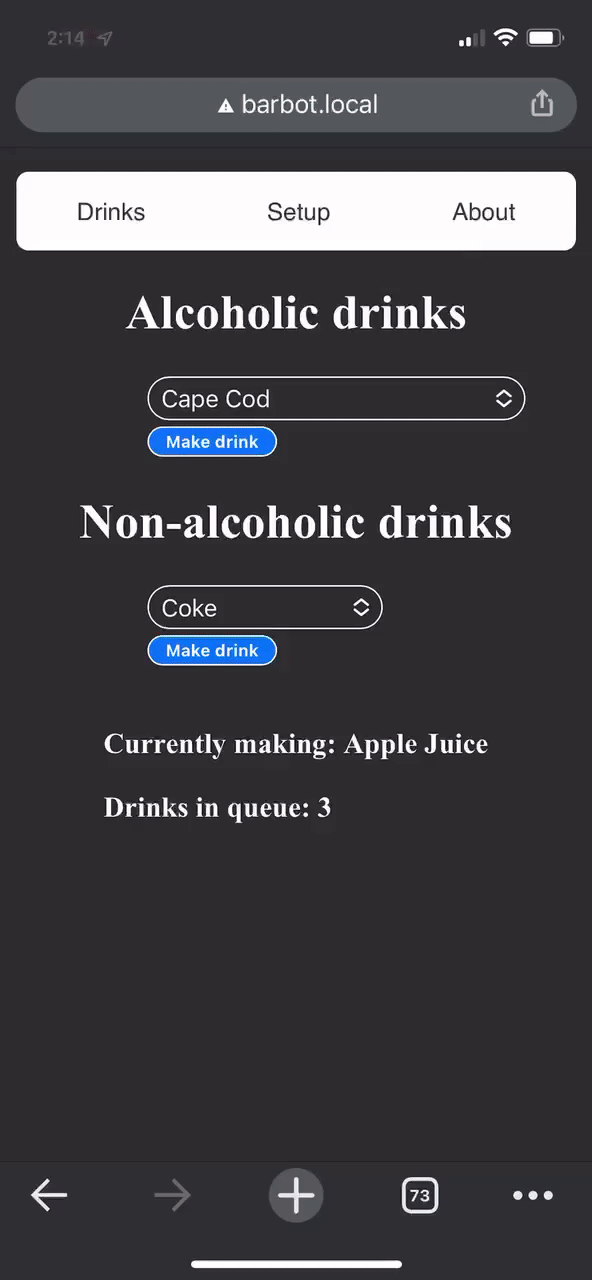 2:14
barbot.local
Drinks Setup About
Alcoholic drinks
Cape Cod
Make drink
Non-alcoholic drinks
Coke
Make drink
Currently making: Apple Juice
Drinks in queue: 3
73